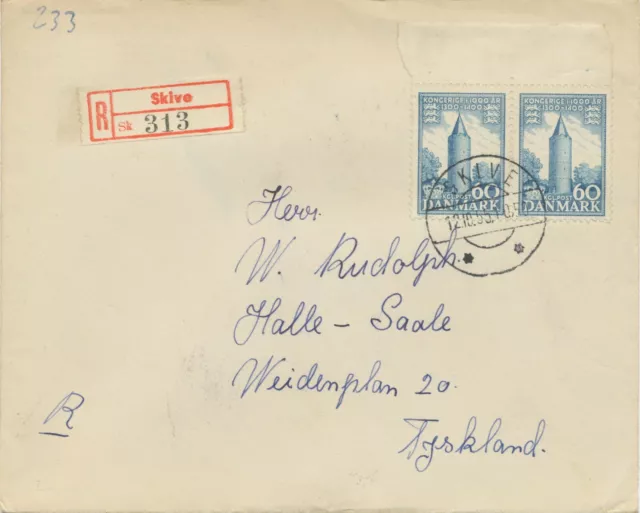 233
R
Skive
Sk 313
KONGERIGE I 1000 ÅR
1300-1400
60
DANMARK
KONGERIGE I 1000 ÅR
1300-1400
60
DANMARK
SKIVE
Herr.
W. Rudolph.
Halle - Saale
Weidenplan 20.
Tyskland.
R